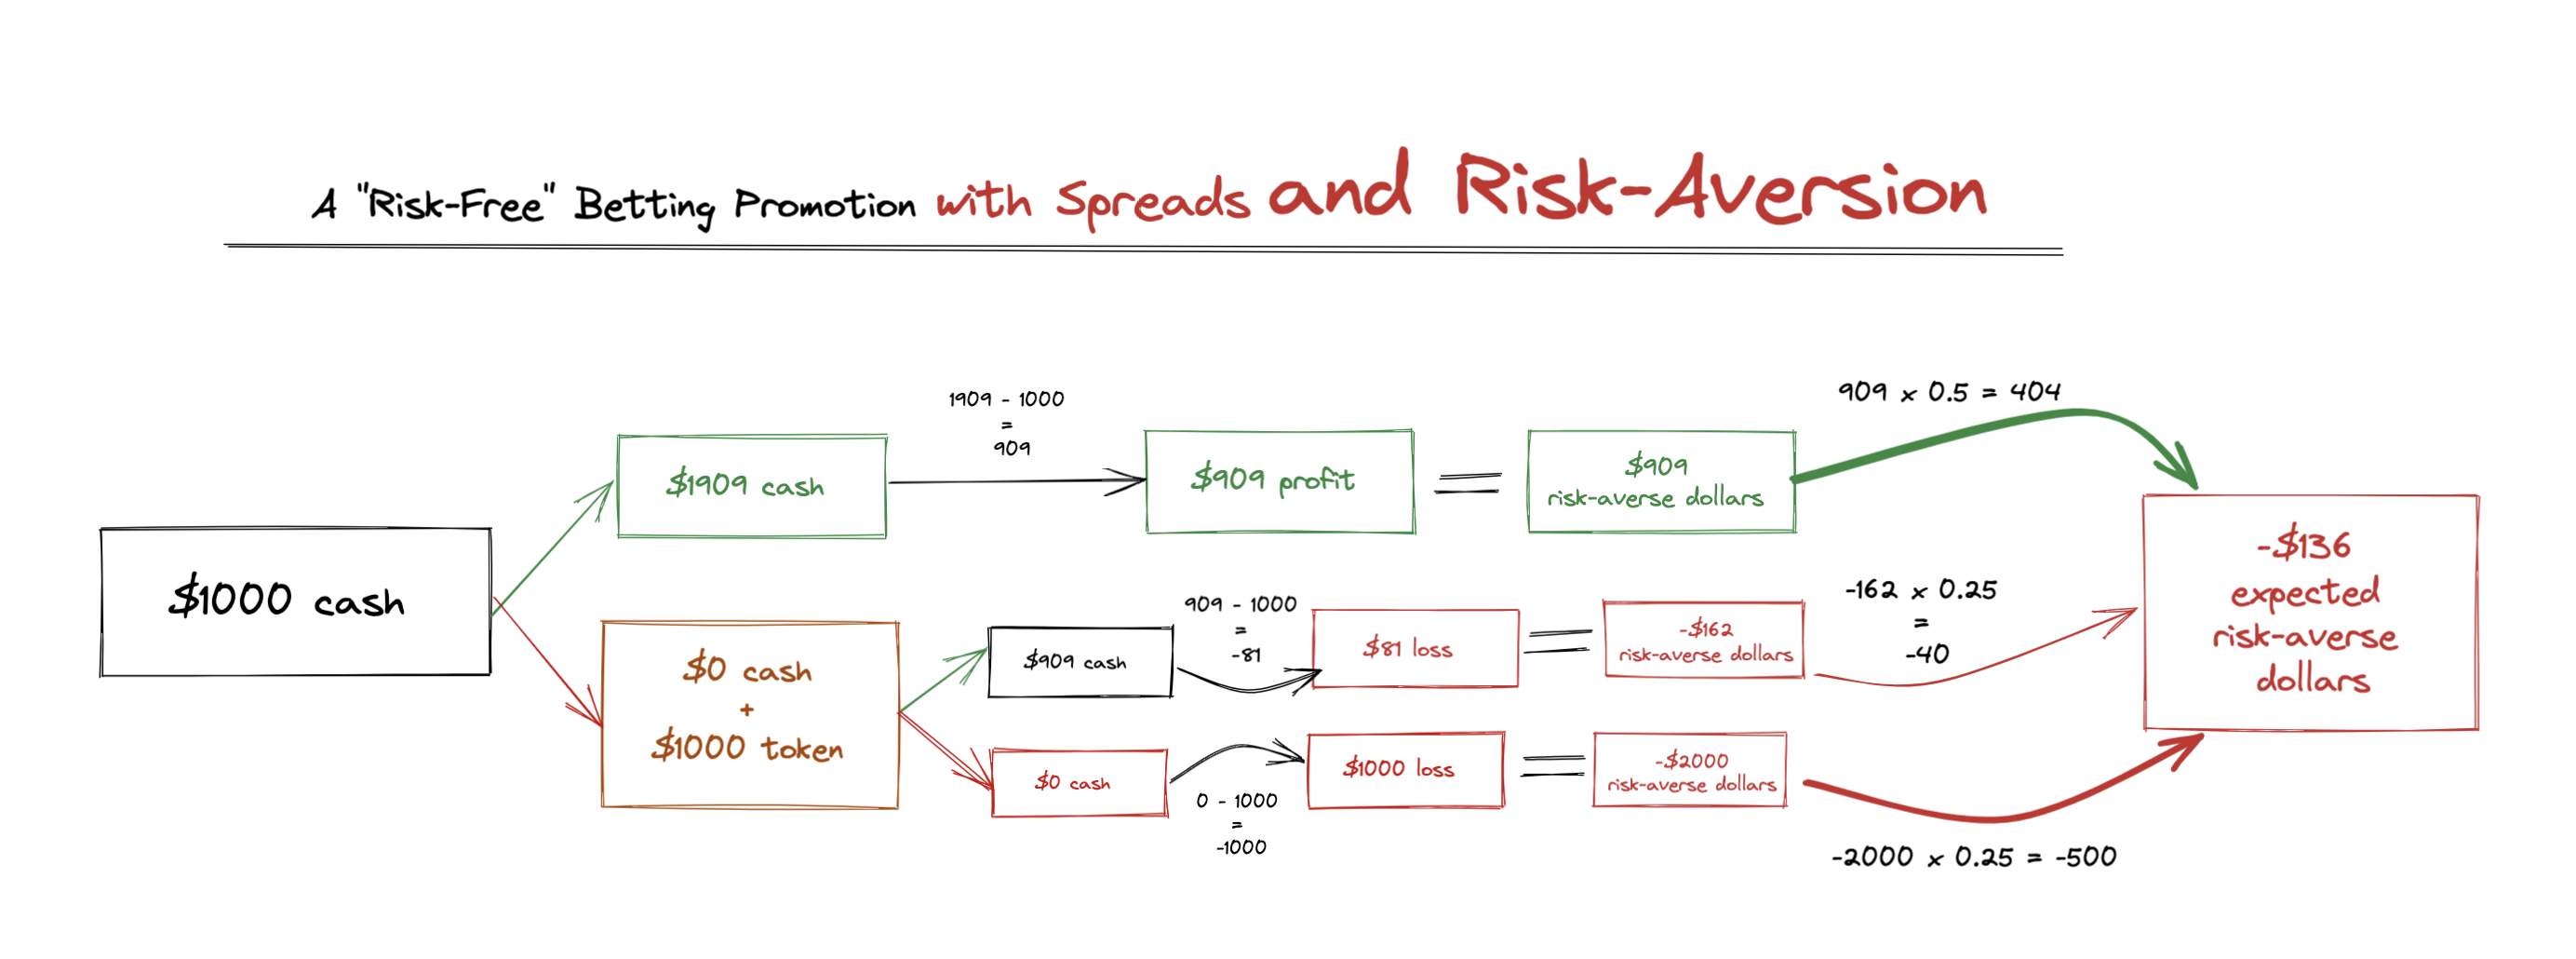 A "Risk-Free" Betting Promotion with Spreads and Risk-Aversion
$1000 cash
$1909 cash
1909 - 1000
=
909
$909 profit
$909
risk-averse dollars
909 x 0.5 = 404
$0 cash
+
$1000 token
$909 cash
909 - 1000
=
-81
$81 loss
-$162
risk-averse dollars
-162 x 0.25
=
-40
$0 cash
0 - 1000
=
-1000
$1000 loss
-$2000
risk-averse dollars
-2000 x 0.25 = -500
-$136
expected
risk-averse
dollars